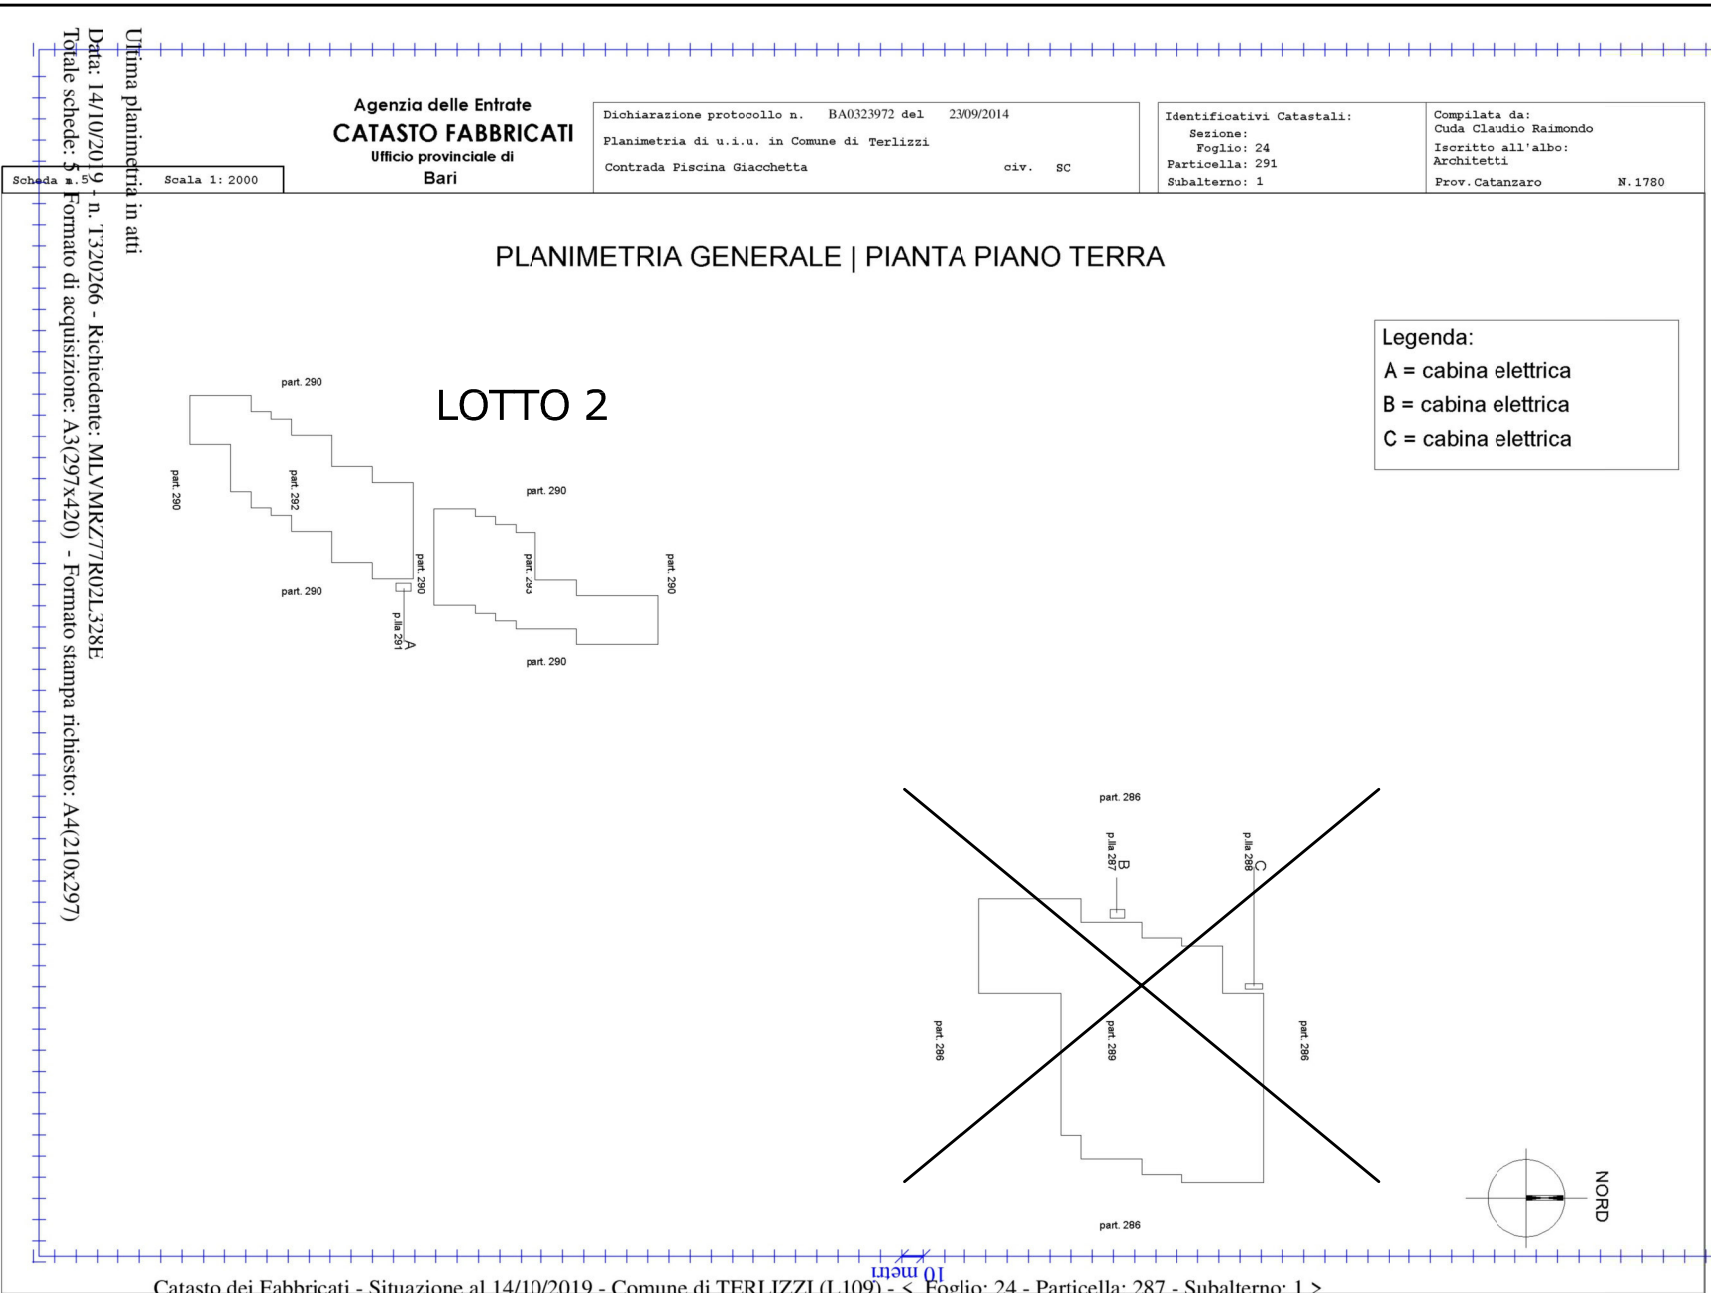 Ultima planimetria in atti
Data: 14/10/2019 - n. T320266 - Richiedente: MLVMRZ77R02L328E
Totale schede: 5 - Formato di acquisizione: A3(297x420) - Formato stampa richiesto: A4(210x297)
Scheda n. 5 Scala 1: 2000
Agenzia delle Entrate
CATASTO FABBRICATI
Ufficio provinciale di
Bari
Dichiarazione protocollo n. BA0323972 del 23/09/2014
Planimetria di u.i.u. in Comune di Terlizzi
Contrada Piscina Giacchetta civ. SC
Identificativi Catastali:
Sezione:
Foglio: 24
Particella: 291
Subalterno: 1
Compilata da:
Cuda Claudio Raimondo
Iscritto all'albo:
Architetti
Prov. Catanzaro N. 1780
PLANIMETRIA GENERALE | PIANTA PIANO TERRA
Legenda:
A = cabina elettrica
B = cabina elettrica
C = cabina elettrica
LOTTO 2
part. 290
part. 290
part. 292
part. 290
part. 290
p.lla 291
A
part. 290
part. 293
part. 290
part. 290
part. 286
p.lla 287
B
p.lla 288
C
part. 286
part. 289
part. 286
part. 286
NORD
10 metri
Catasto dei Fabbricati - Situazione al 14/10/2019 - Comune di TERLIZZI (L109) - < Foglio: 24 - Particella: 287 - Subalterno: 1 >